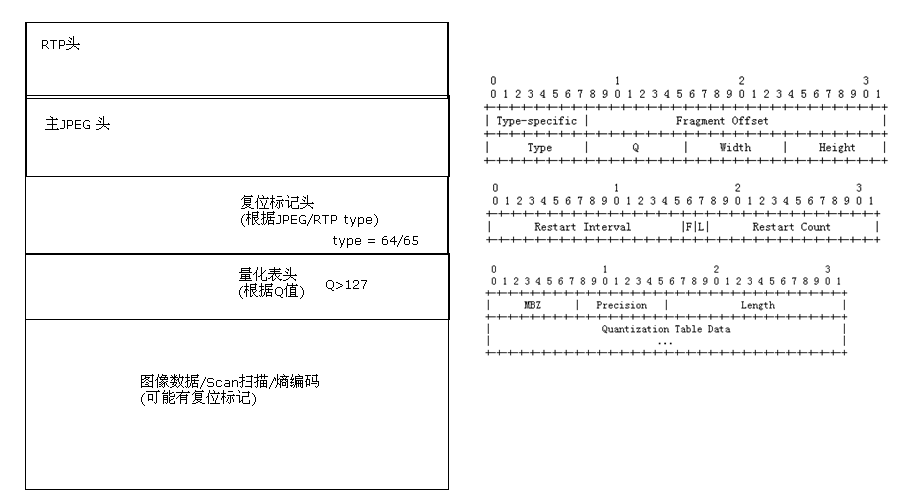 RTP头
主JPEG 头
复位标记头
(根据JPEG/RTP type)
type = 64/65
量化表头
(根据Q值)
Q>127
图像数据/Scan扫描/熵编码
(可能有复位标记)
0                   1                   2                   3
0 1 2 3 4 5 6 7 8 9 0 1 2 3 4 5 6 7 8 9 0 1 2 3 4 5 6 7 8 9 0 1
+-+-+-+-+-+-+-+-+-+-+-+-+-+-+-+-+-+-+-+-+-+-+-+-+-+-+-+-+-+-+-+-+
| Type-specific |              Fragment Offset                  |
+-+-+-+-+-+-+-+-+-+-+-+-+-+-+-+-+-+-+-+-+-+-+-+-+-+-+-+-+-+-+-+-+
|      Type     |       Q       |     Width     |     Height    |
+-+-+-+-+-+-+-+-+-+-+-+-+-+-+-+-+-+-+-+-+-+-+-+-+-+-+-+-+-+-+-+-+
0                   1                   2                   3
0 1 2 3 4 5 6 7 8 9 0 1 2 3 4 5 6 7 8 9 0 1 2 3 4 5 6 7 8 9 0 1
+-+-+-+-+-+-+-+-+-+-+-+-+-+-+-+-+-+-+-+-+-+-+-+-+-+-+-+-+-+-+-+-+
|       Restart Interval        |F|L|       Restart Count       |
+-+-+-+-+-+-+-+-+-+-+-+-+-+-+-+-+-+-+-+-+-+-+-+-+-+-+-+-+-+-+-+-+
0                   1                   2                   3
0 1 2 3 4 5 6 7 8 9 0 1 2 3 4 5 6 7 8 9 0 1 2 3 4 5 6 7 8 9 0 1
+-+-+-+-+-+-+-+-+-+-+-+-+-+-+-+-+-+-+-+-+-+-+-+-+-+-+-+-+-+-+-+-+
|      MBZ      |   Precision   |             Length            |
+-+-+-+-+-+-+-+-+-+-+-+-+-+-+-+-+-+-+-+-+-+-+-+-+-+-+-+-+-+-+-+-+
|                    Quantization Table Data                    |
|                              ...                              |
+-+-+-+-+-+-+-+-+-+-+-+-+-+-+-+-+-+-+-+-+-+-+-+-+-+-+-+-+-+-+-+-+